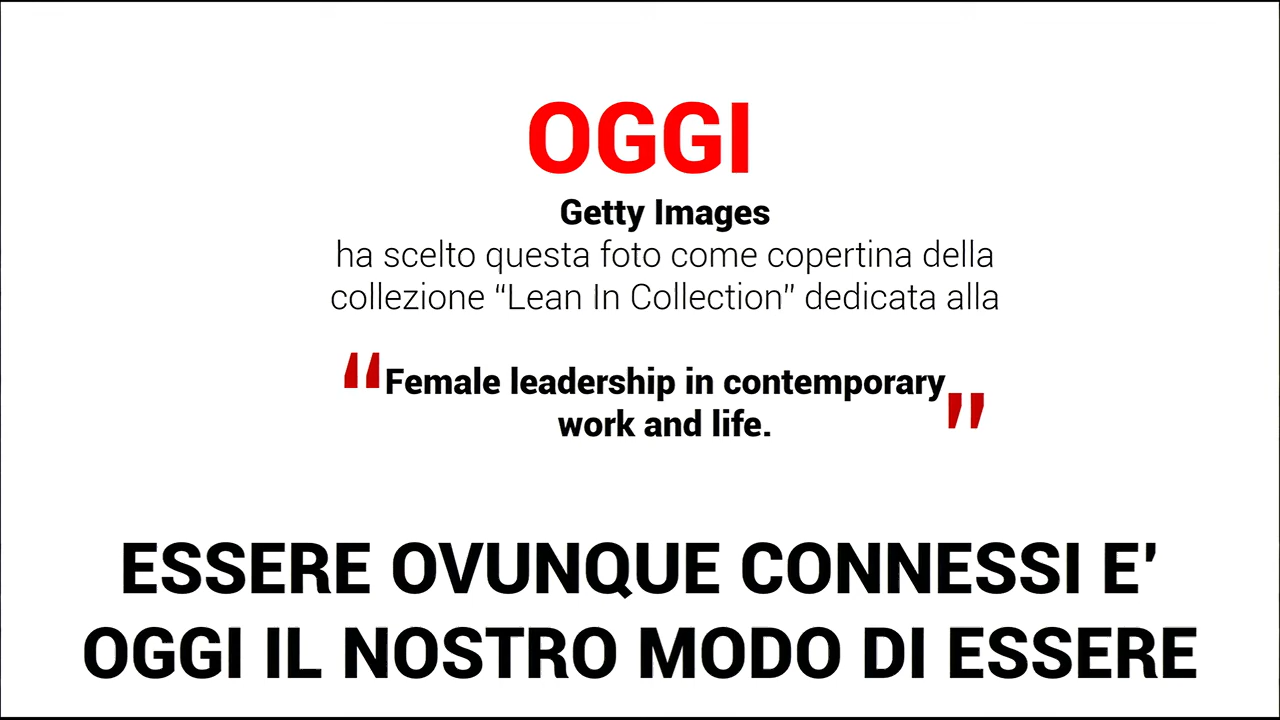 OGGI
Getty Images
ha scelto questa foto come copertina della
collezione “Lean In Collection” dedicata alla
“Female leadership in contemporary
work and life.”
ESSERE OVUNQUE CONNESSI E'
OGGI IL NOSTRO MODO DI ESSERE